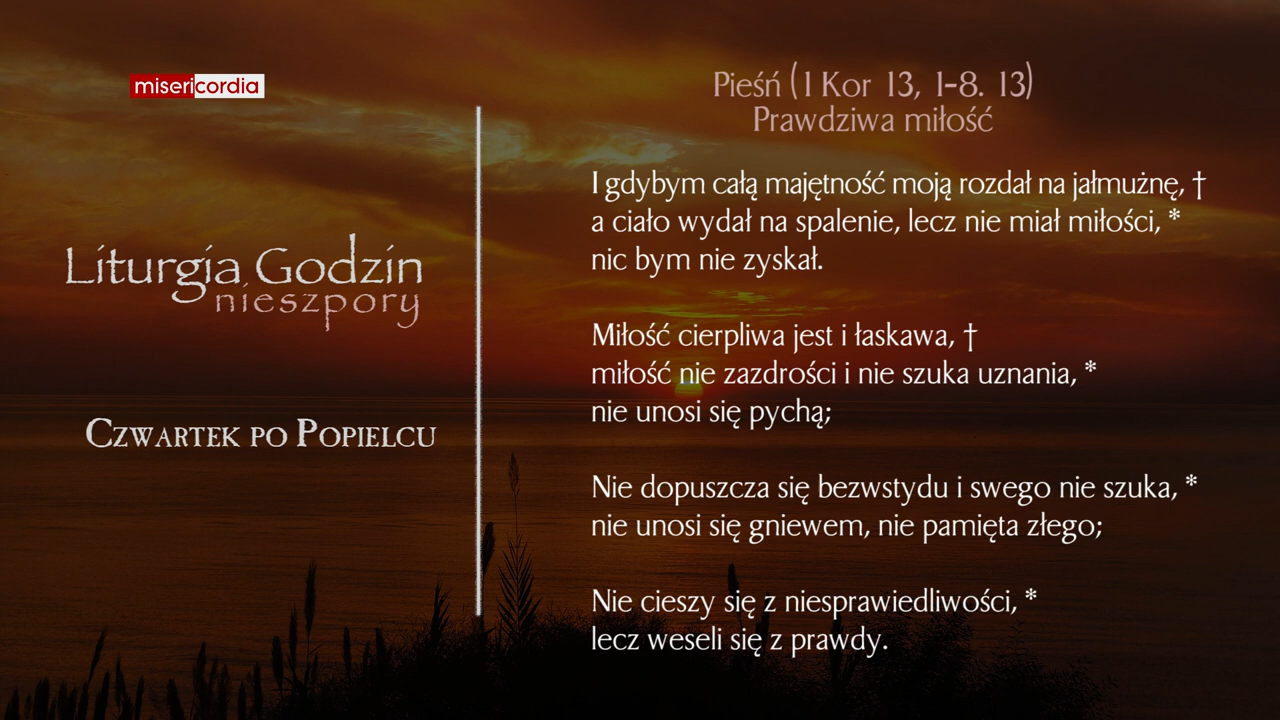 misericordia
Liturgia Godzin
nieszpory
Czwartek po Popielcu
Pieśń (1 Kor 13, 1-8. 13)
Prawdziwa miłość
I gdybym całą majętność moją rozdał na jałmużnę, †
a ciało wydał na spalenie, lecz nie miał miłości, *
nic bym nie zyskał.
Miłość cierpliwa jest i łaskawa, †
miłość nie zazdrości i nie szuka uznania, *
nie unosi się pychą;
Nie dopuszcza się bezwstydu i swego nie szuka, *
nie unosi się gniewem, nie pamięta złego;
Nie cieszy się z niesprawiedliwości, *
lecz weseli się z prawdy.